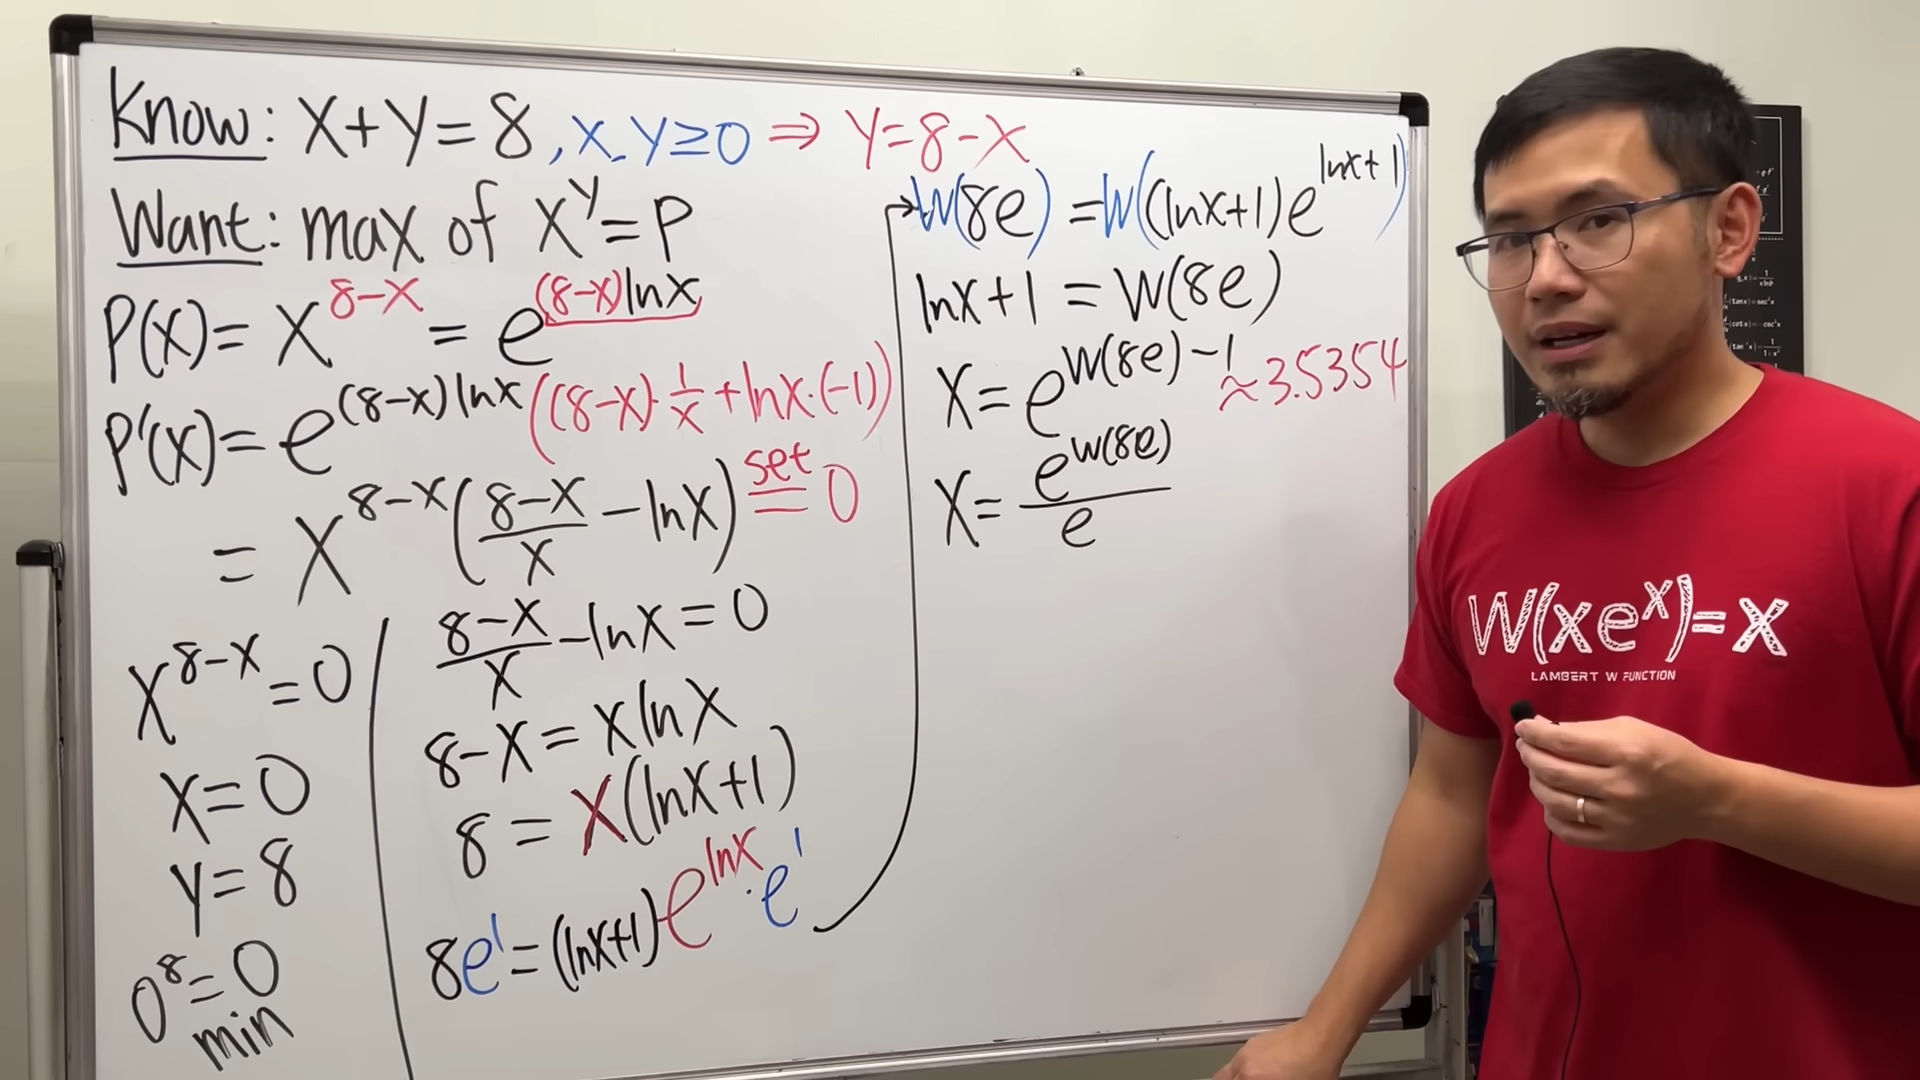 Know: X+Y=8, X, Y≥0 ⇒ Y=8-X
Want: max of X^Y=P
P(X)=X^(8-X)=e^((8-X)lnX)
P'(X)=e^((8-X)lnX)((8-X)·1/X+lnX·(-1))
=X^(8-X)((8-X)/X-lnX) set = 0
X^(8-X)=0
X=0
Y=8
0^8=0
min
(8-X)/X-lnX=0
8-X=XlnX
8=X(lnX+1)
8e^1=(lnX+1)e^(lnX)·e^1
W(8e)=W((lnX+1)e^(lnX+1))
lnX+1=W(8e)
X=e^(W(8e)-1)≈3.5354
X=e^(W(8e))/e
W(xe^x)=x
LAMBERT W FUNCTION